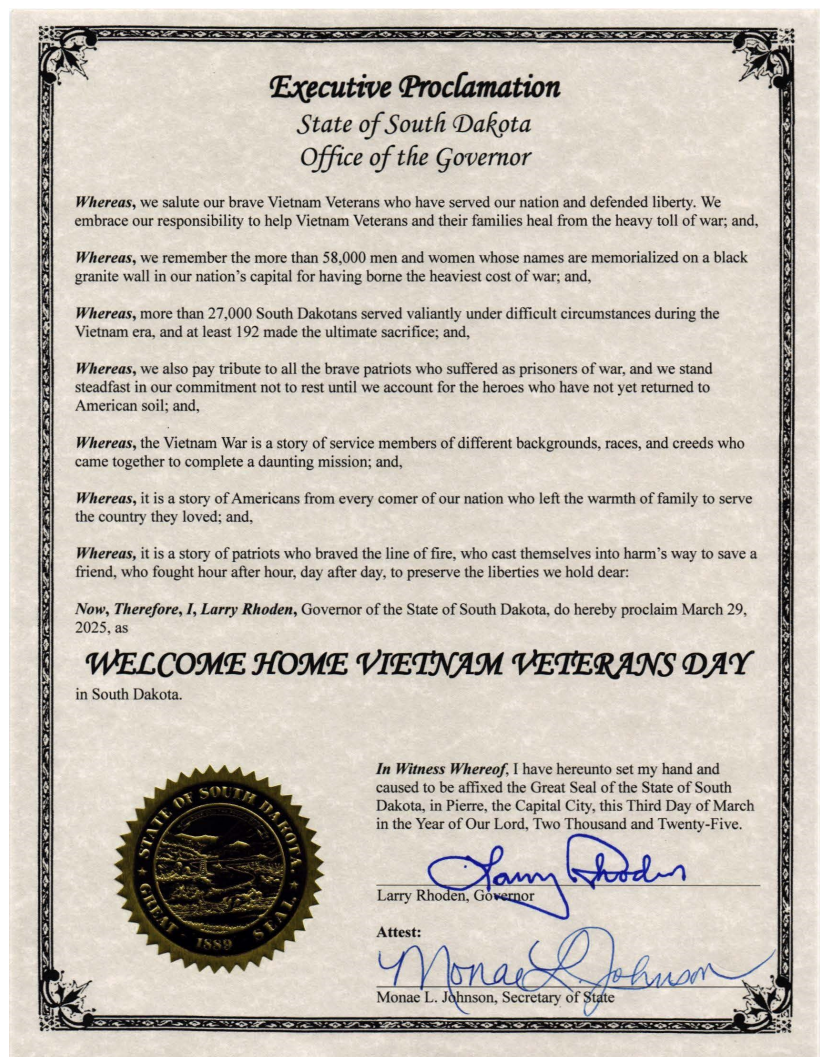 Executive Proclamation
State of South Dakota
Office of the Governor
Whereas, we salute our brave Vietnam Veterans who have served our nation and defended liberty. We
embrace our responsibility to help Vietnam Veterans and their families heal from the heavy toll of war; and,
Whereas, we remember the more than 58,000 men and women whose names are memorialized on a black
granite wall in our nation's capital for having borne the heaviest cost of war; and,
Whereas, more than 27,000 South Dakotans served valiantly under difficult circumstances during the
Vietnam era, and at least 192 made the ultimate sacrifice; and,
Whereas, we also pay tribute to all the brave patriots who suffered as prisoners of war, and we stand
steadfast in our commitment not to rest until we account for the heroes who have not yet returned to
American soil; and,
Whereas, the Vietnam War is a story of service members of different backgrounds, races, and creeds who
came together to complete a daunting mission; and,
Whereas, it is a story of Americans from every comer of our nation who left the warmth of family to serve
the country they loved; and,
Whereas, it is a story of patriots who braved the line of fire, who cast themselves into harm's way to save a
friend, who fought hour after hour, day after day, to preserve the liberties we hold dear:
Now, Therefore, I, Larry Rhoden, Governor of the State of South Dakota, do hereby proclaim March 29,
2025, as
WELCOME HOME VIETNAM VETERANS DAY
in South Dakota.
In Witness Whereof, I have hereunto set my hand and
caused to be affixed the Great Seal of the State of South
Dakota, in Pierre, the Capital City, this Third Day of March
in the Year of Our Lord, Two Thousand and Twenty-Five.
Larry Rhoden
Larry Rhoden, Governor
Attest:
Monae L. Johnson
Monae L. Johnson, Secretary of State
STATE OF SOUTH DAKOTA
GREAT SEAL
1889